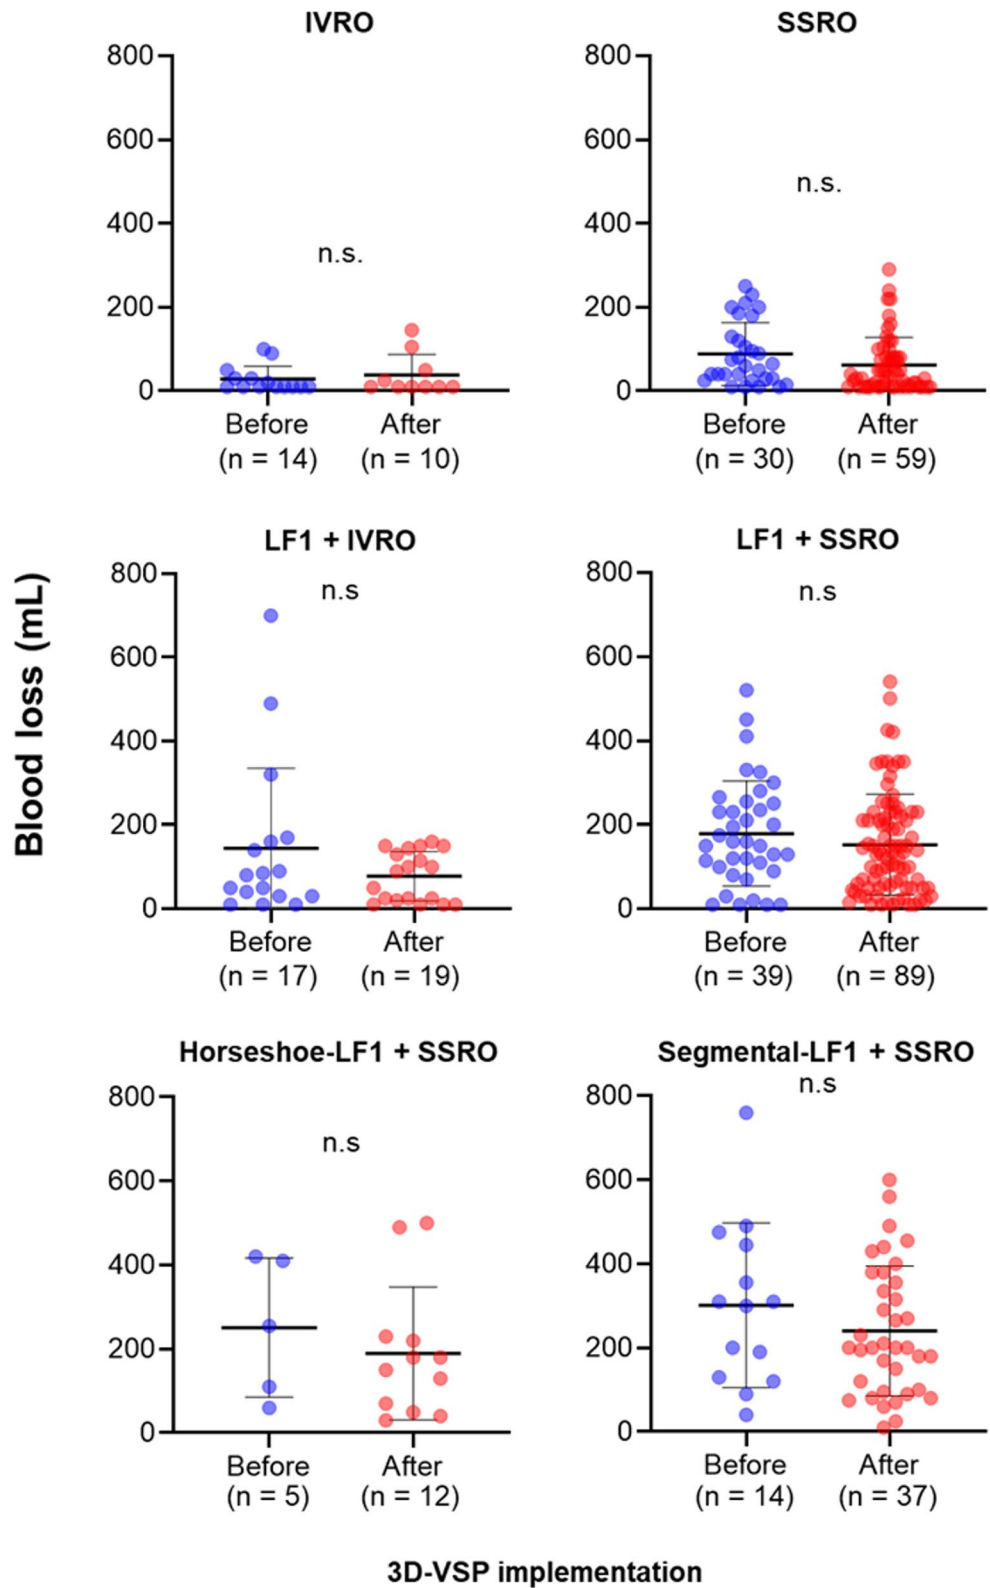 IVRO
800
600
400
200
0
n.s.
Before
(n = 14)
After
(n = 10)
SSRO
800
600
400
200
0
n.s.
Before
(n = 30)
After
(n = 59)
Blood loss (mL)
LF1 + IVRO
800
600
400
200
0
n.s
Before
(n = 17)
After
(n = 19)
LF1 + SSRO
800
600
400
200
0
n.s
Before
(n = 39)
After
(n = 89)
Horseshoe-LF1 + SSRO
800
600
400
200
0
n.s
Before
(n = 5)
After
(n = 12)
Segmental-LF1 + SSRO
800
600
400
200
0
n.s
Before
(n = 14)
After
(n = 37)
3D-VSP implementation